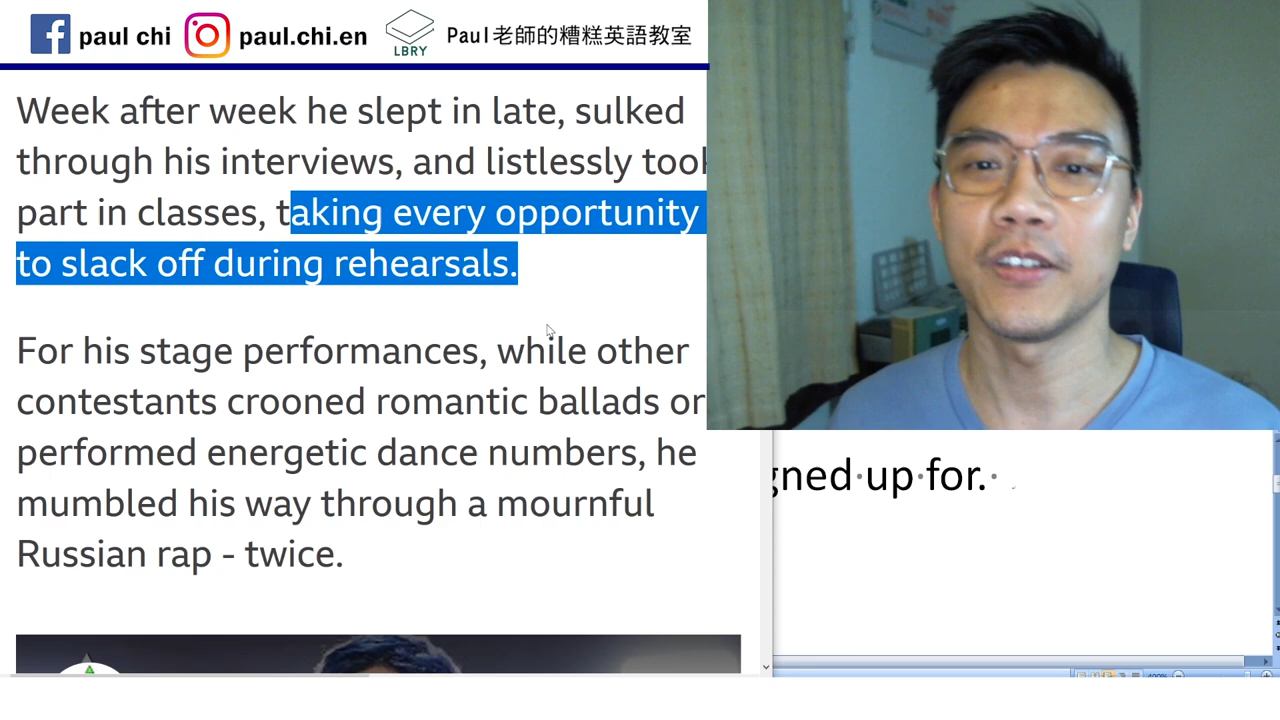 paul chi
paul.chi.en
LBRY
Paul老師的糟糕英語教室
Week after week he slept in late, sulked
through his interviews, and listlessly took
part in classes, taking every opportunity
to slack off during rehearsals.
For his stage performances, while other
contestants crooned romantic ballads or
performed energetic dance numbers, he
mumbled his way through a mournful
Russian rap - twice.
gned·up·for.·